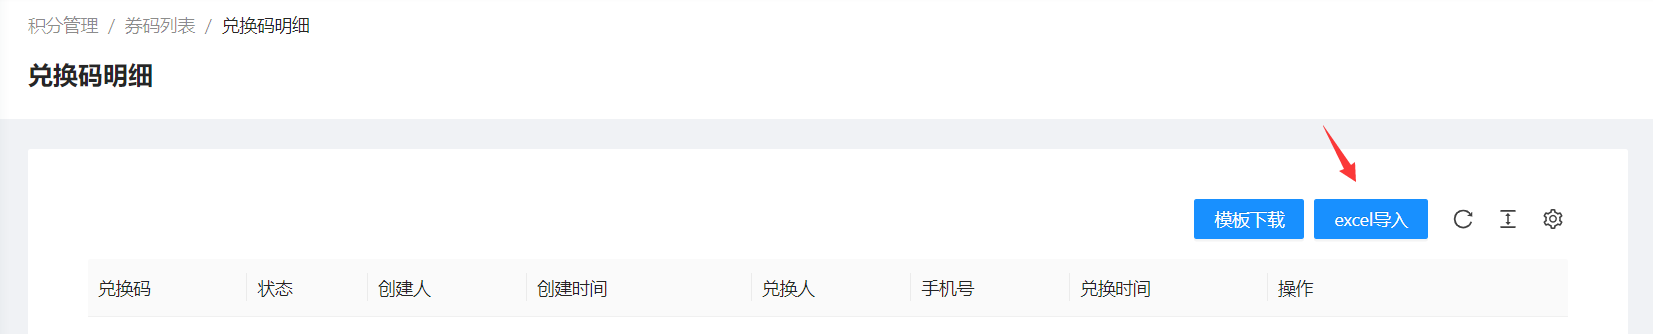 积分管理 / 券码列表 / 兑换码明细
兑换码明细
模板下载 excel导入
兑换码 状态 创建人 创建时间 兑换人 手机号 兑换时间 操作